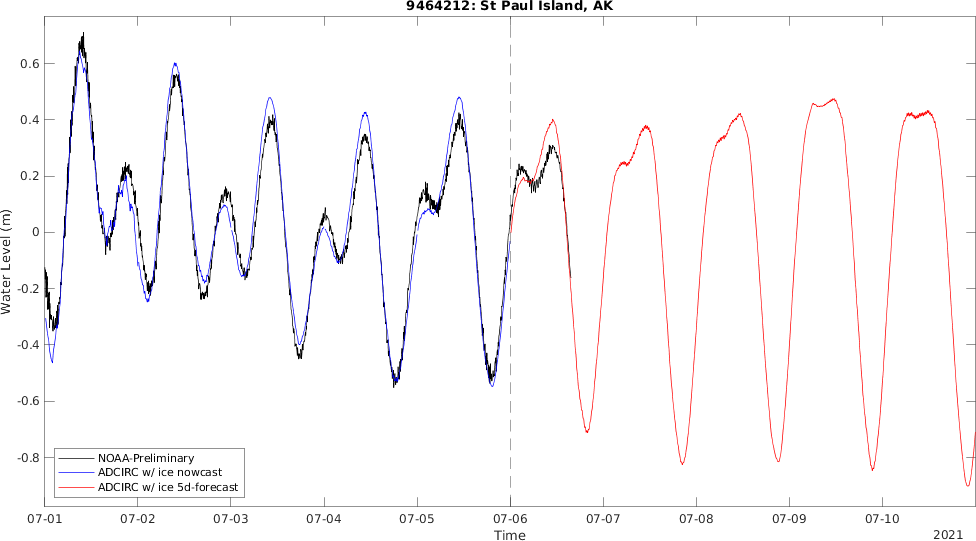 9464212: St Paul Island, AK
Water Level (m)
0.6
0.4
0.2
0
-0.2
-0.4
-0.6
-0.8
NOAA-Preliminary
ADCIRC w/ ice nowcast
ADCIRC w/ ice 5d-forecast
07-01 07-02 07-03 07-04 07-05 07-06 07-07 07-08 07-09 07-10
Time
2021